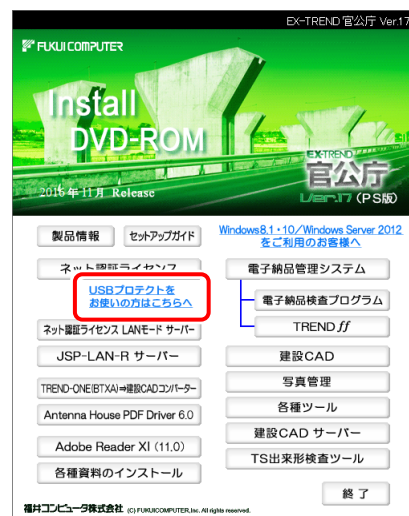 EX-TREND 官公庁 Ver.17
FUKUI COMPUTER
Install
DVD-ROM
2016年11月 Release
EX-TREND
官公庁
Ver.17 (PS版)
製品情報
セットアップガイド
Windows8.1・10／Windows Server 2012
をご利用のお客様へ
ネット認証ライセンス
USBプロテクトを
お使いの方はこちらへ
ネット認証ライセンス LANモード サーバー
JSP-LAN-R サーバー
TREND-ONE(BTXA)⇒建設CADコンバーター
Antenna House PDF Driver 6.0
Adobe Reader XI (11.0)
各種資料のインストール
電子納品管理システム
電子納品検査プログラム
TREND ff
建設CAD
写真管理
各種ツール
建設CAD サーバー
TS出来形検査ツール
終 了
福井コンピュータ株式会社 (C) FUKUICOMPUTER,Inc. All rights reserved.